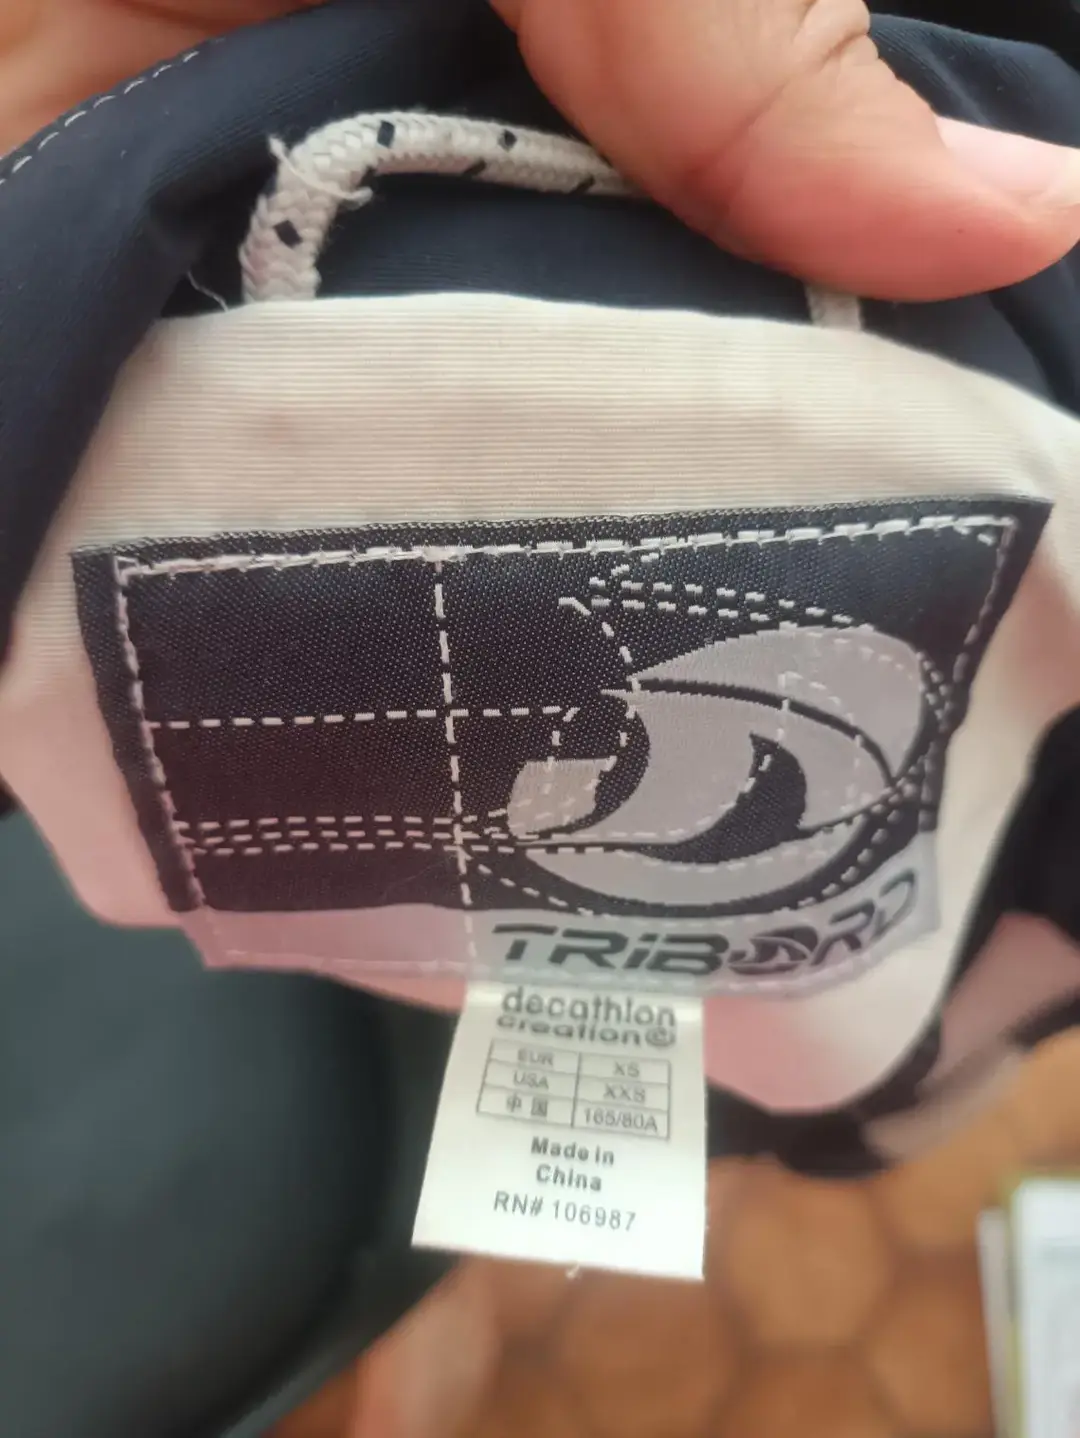 TRiBORD
decathlon
creation©
EUR XS
USA XXS
中国 165/80A
Made in
China
RN# 106987